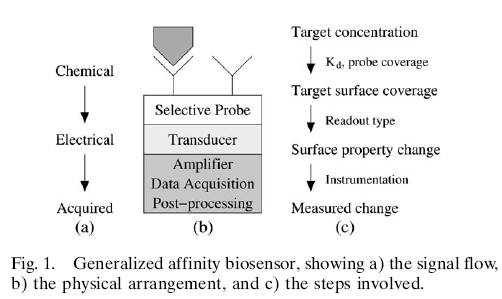 Chemical
Electrical
Acquired
(a)
Selective Probe
Transducer
Amplifier
Data Acquisition
Post-processing
(b)
Target concentration
Kd, probe coverage
Target surface coverage
Readout type
Surface property change
Instrumentation
Measured change
(c)
Fig. 1. Generalized affinity biosensor, showing a) the signal flow,
b) the physical arrangement, and c) the steps involved.